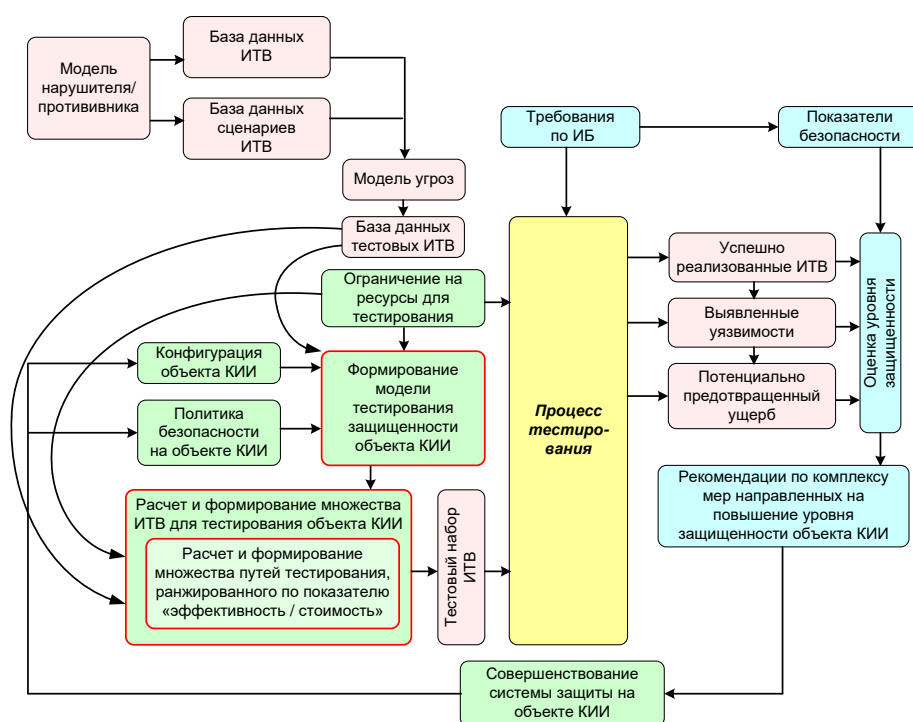 Модель
нарушителя/
прот​ививника
База данных
ИТВ
База данных
сценариев
ИТВ
Модель угроз
База данных
тестовых ИТВ
Требования
по ИБ
Показатели
безопасности
Ограничение на
ресурсы для
тестирования
Конфигурация
объекта КИИ
Политика
безопасности
на объекте КИИ
Формирование
модели
тестирования
защищенности
объекта КИИ
Расчет и формирование множества
ИТВ для тестирования объекта КИИ
Расчет и формирование
множества путей тестирования,
ранжированного по показателю
«эффективность / стоимость»
Тестовый набор
ИТВ
Процесс
тестиро-
вания
Успешно
реализованные ИТВ
Выявленные
уязвимости
Потенциально
предотвращенный
ущерб
Оценка уровня
защищенности
Рекомендации по комплексу
мер направленных на
повышение уровня
защищенности объекта КИИ
Совершенствование
системы защиты на
объекте КИИ